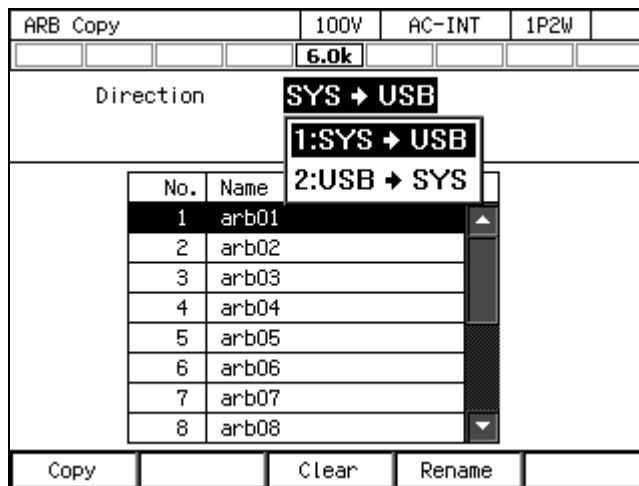 ARB Copy 100V AC-INT 1P2W
6.0k
Direction SYS → USB
1:SYS → USB
2:USB → SYS
No. Name
1 arb01
2 arb02
3 arb03
4 arb04
5 arb05
6 arb06
7 arb07
8 arb08
Copy Clear Rename